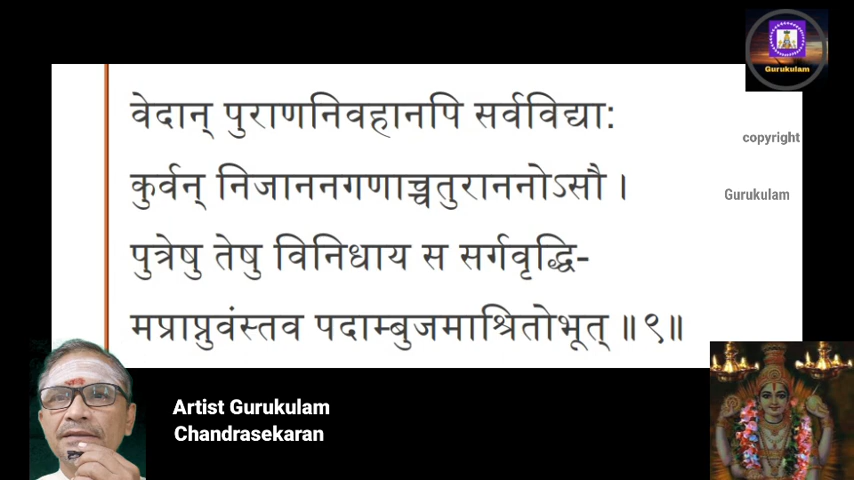 Gurukulam
वेदान् पुराणनिवहानपि सर्वविद्या:
copyright
कुर्वन् निजाननगणाच्चतुराननोऽसौ ।
Gurukulam
पुत्रेषु तेषु विनिधाय स सर्गवृद्धि-
मप्राप्नुवंस्तव पदाम्बुजमाश्रितोभूत् ॥९॥
Artist Gurukulam
Chandrasekaran